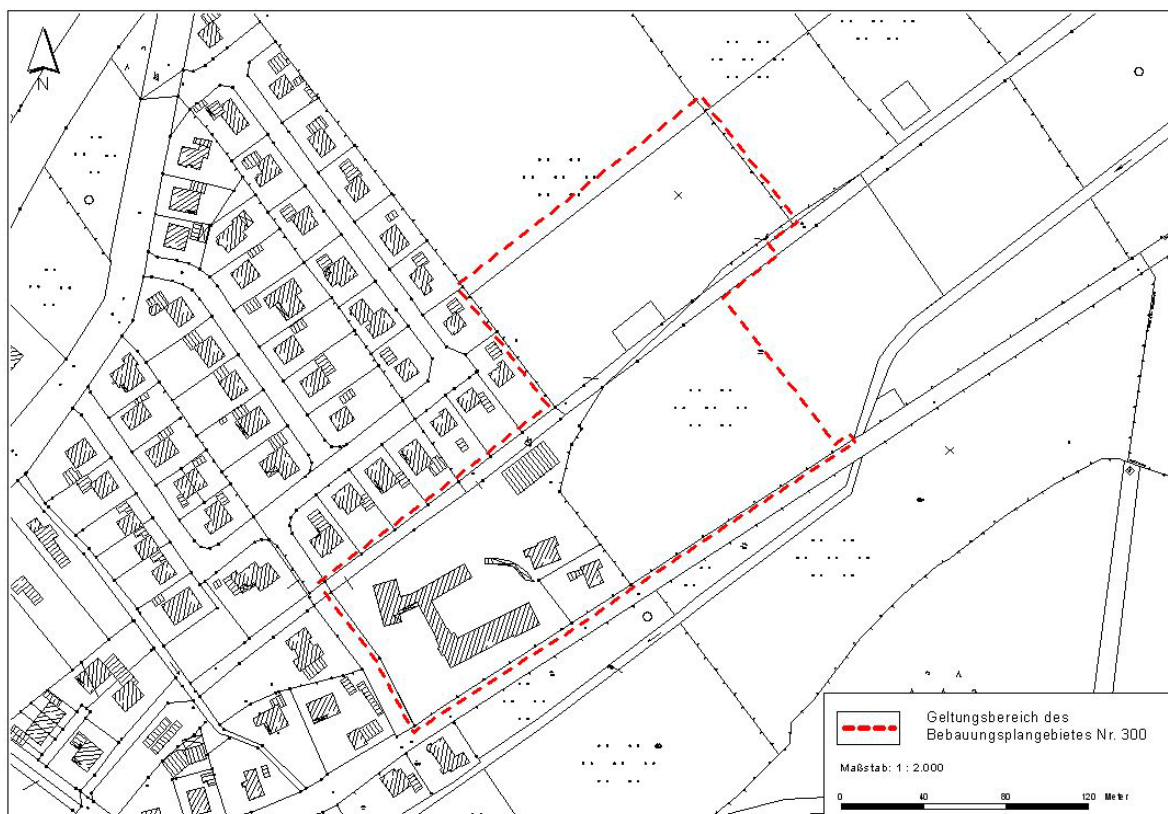 N
Geltungsbereich des
Bebauungsplangebietes Nr. 300
Maßstab: 1 : 2.000
0 40 80 120 Meter